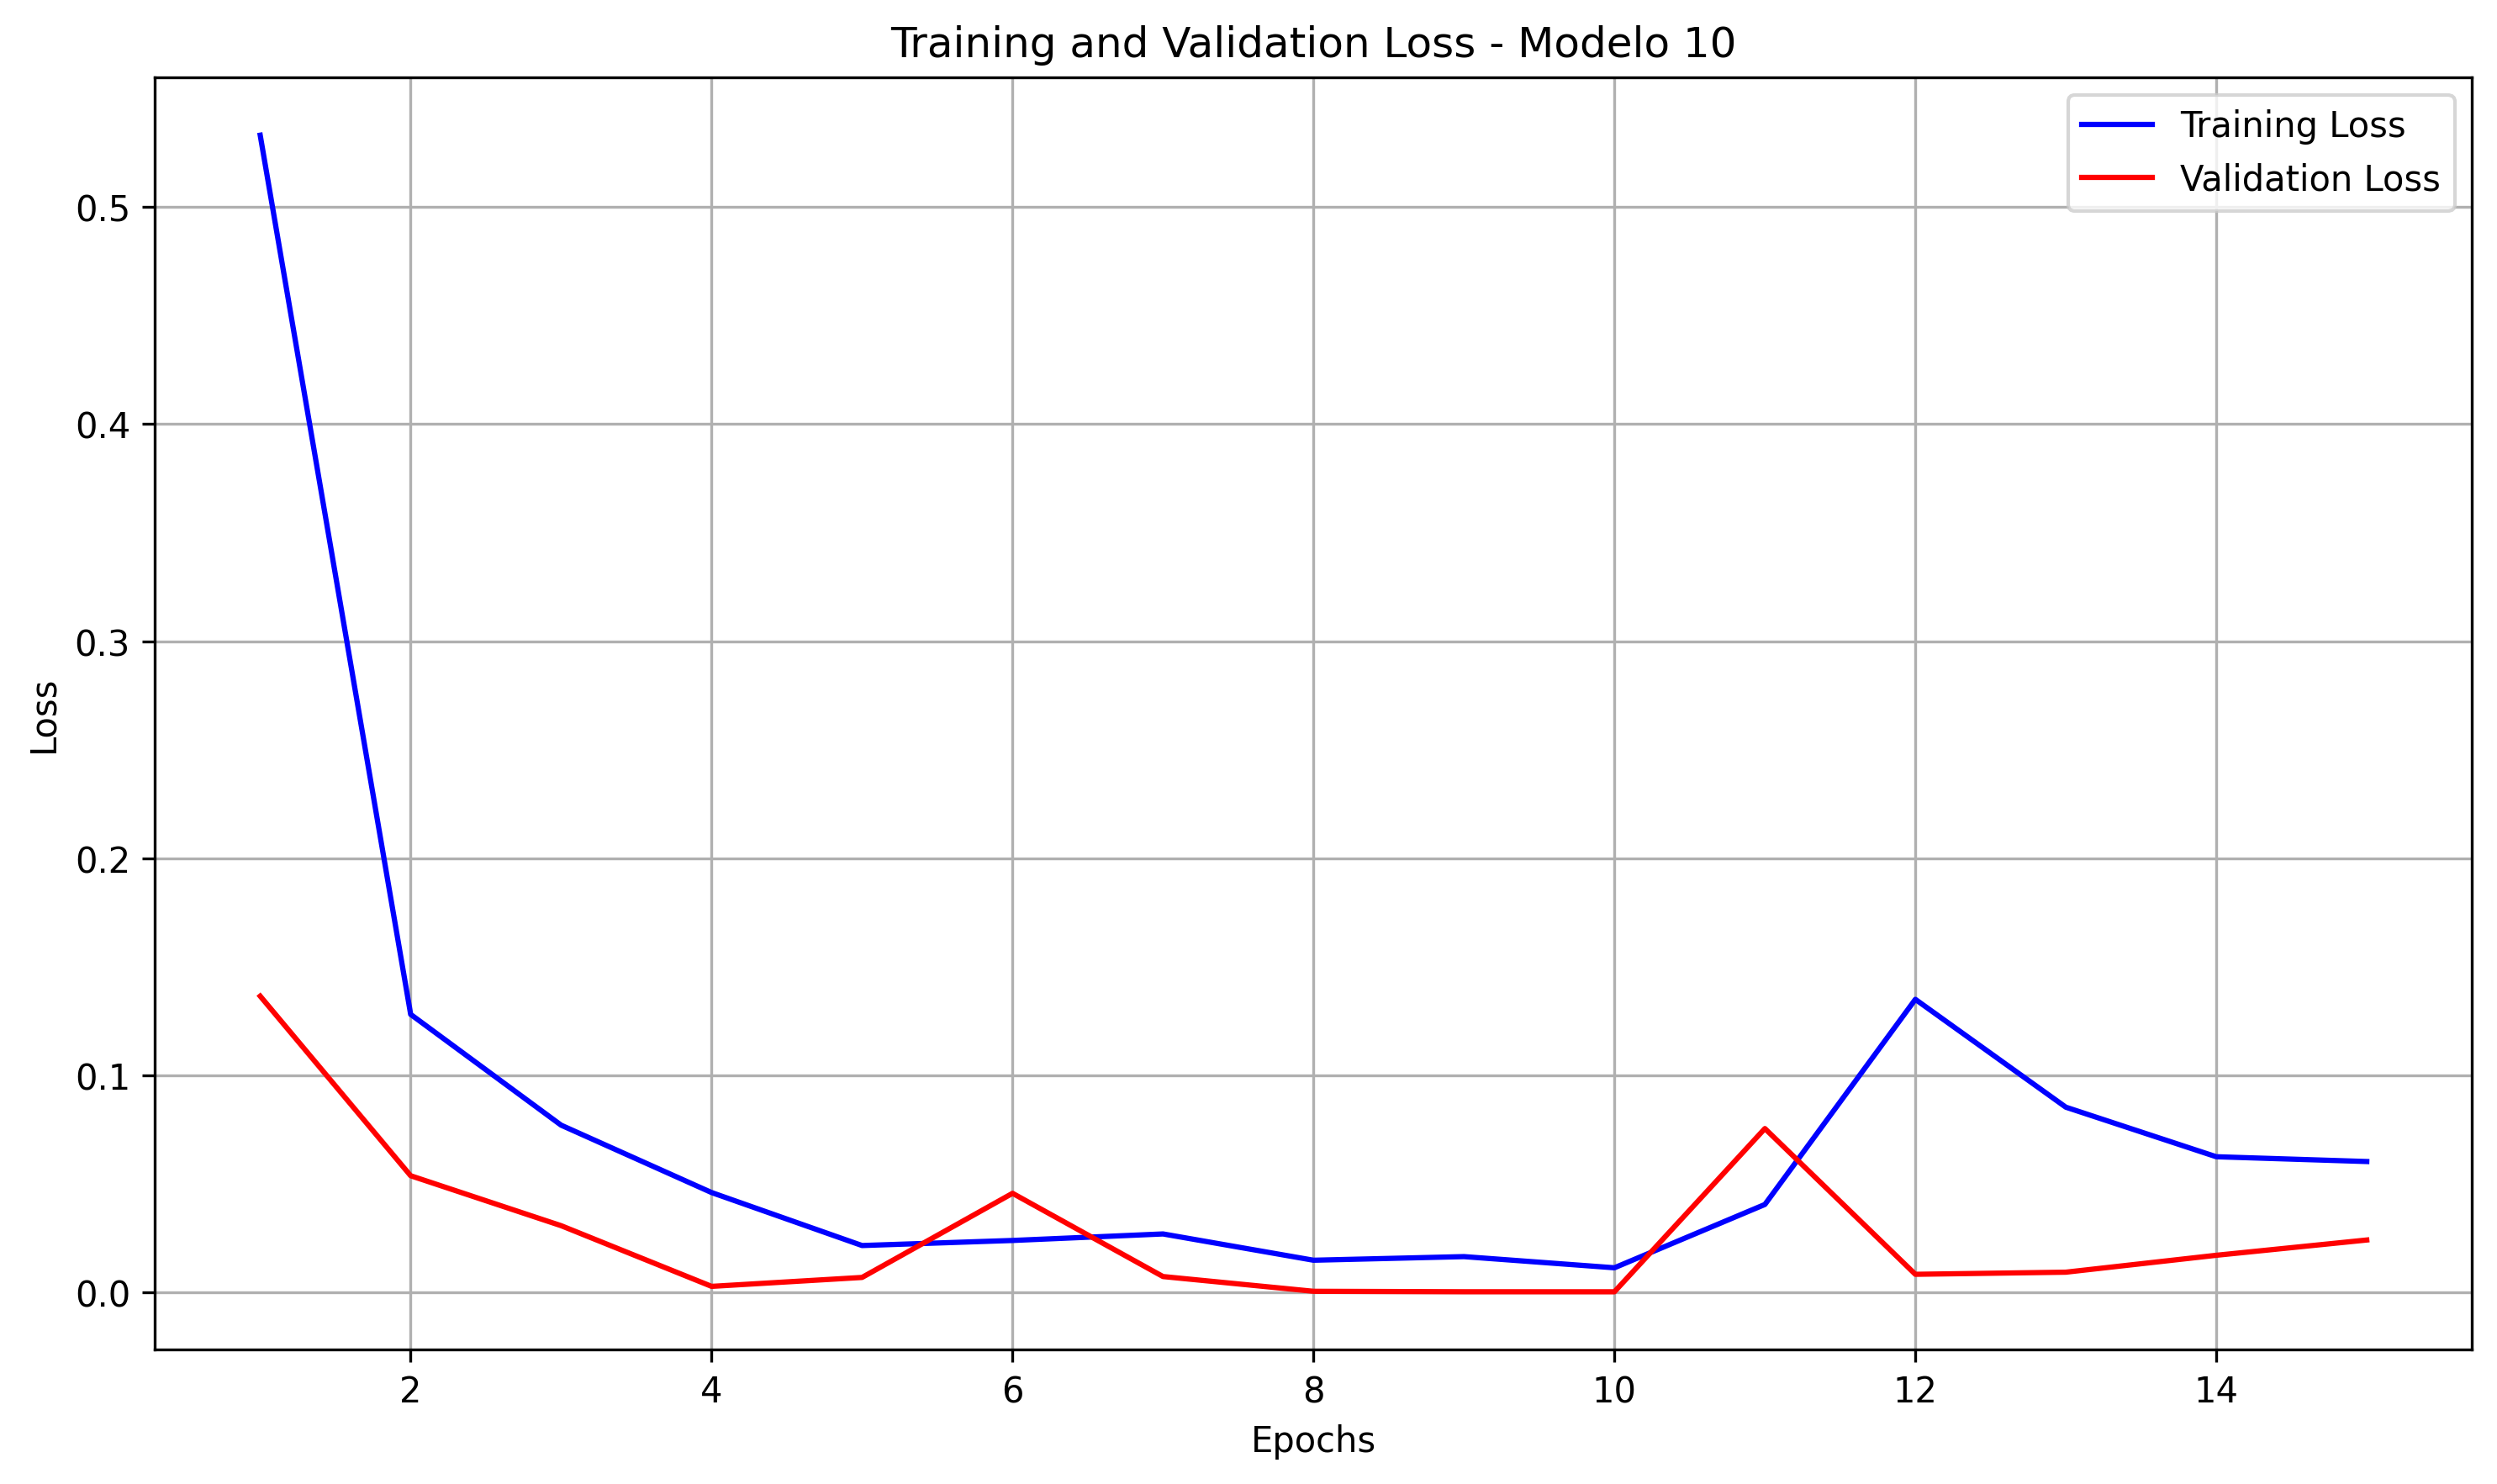 Training and Validation Loss - Modelo 10
Training Loss
Validation Loss
0.5
0.4
0.3
0.2
0.1
0.0
Loss
2 4 6 8 10 12 14
Epochs